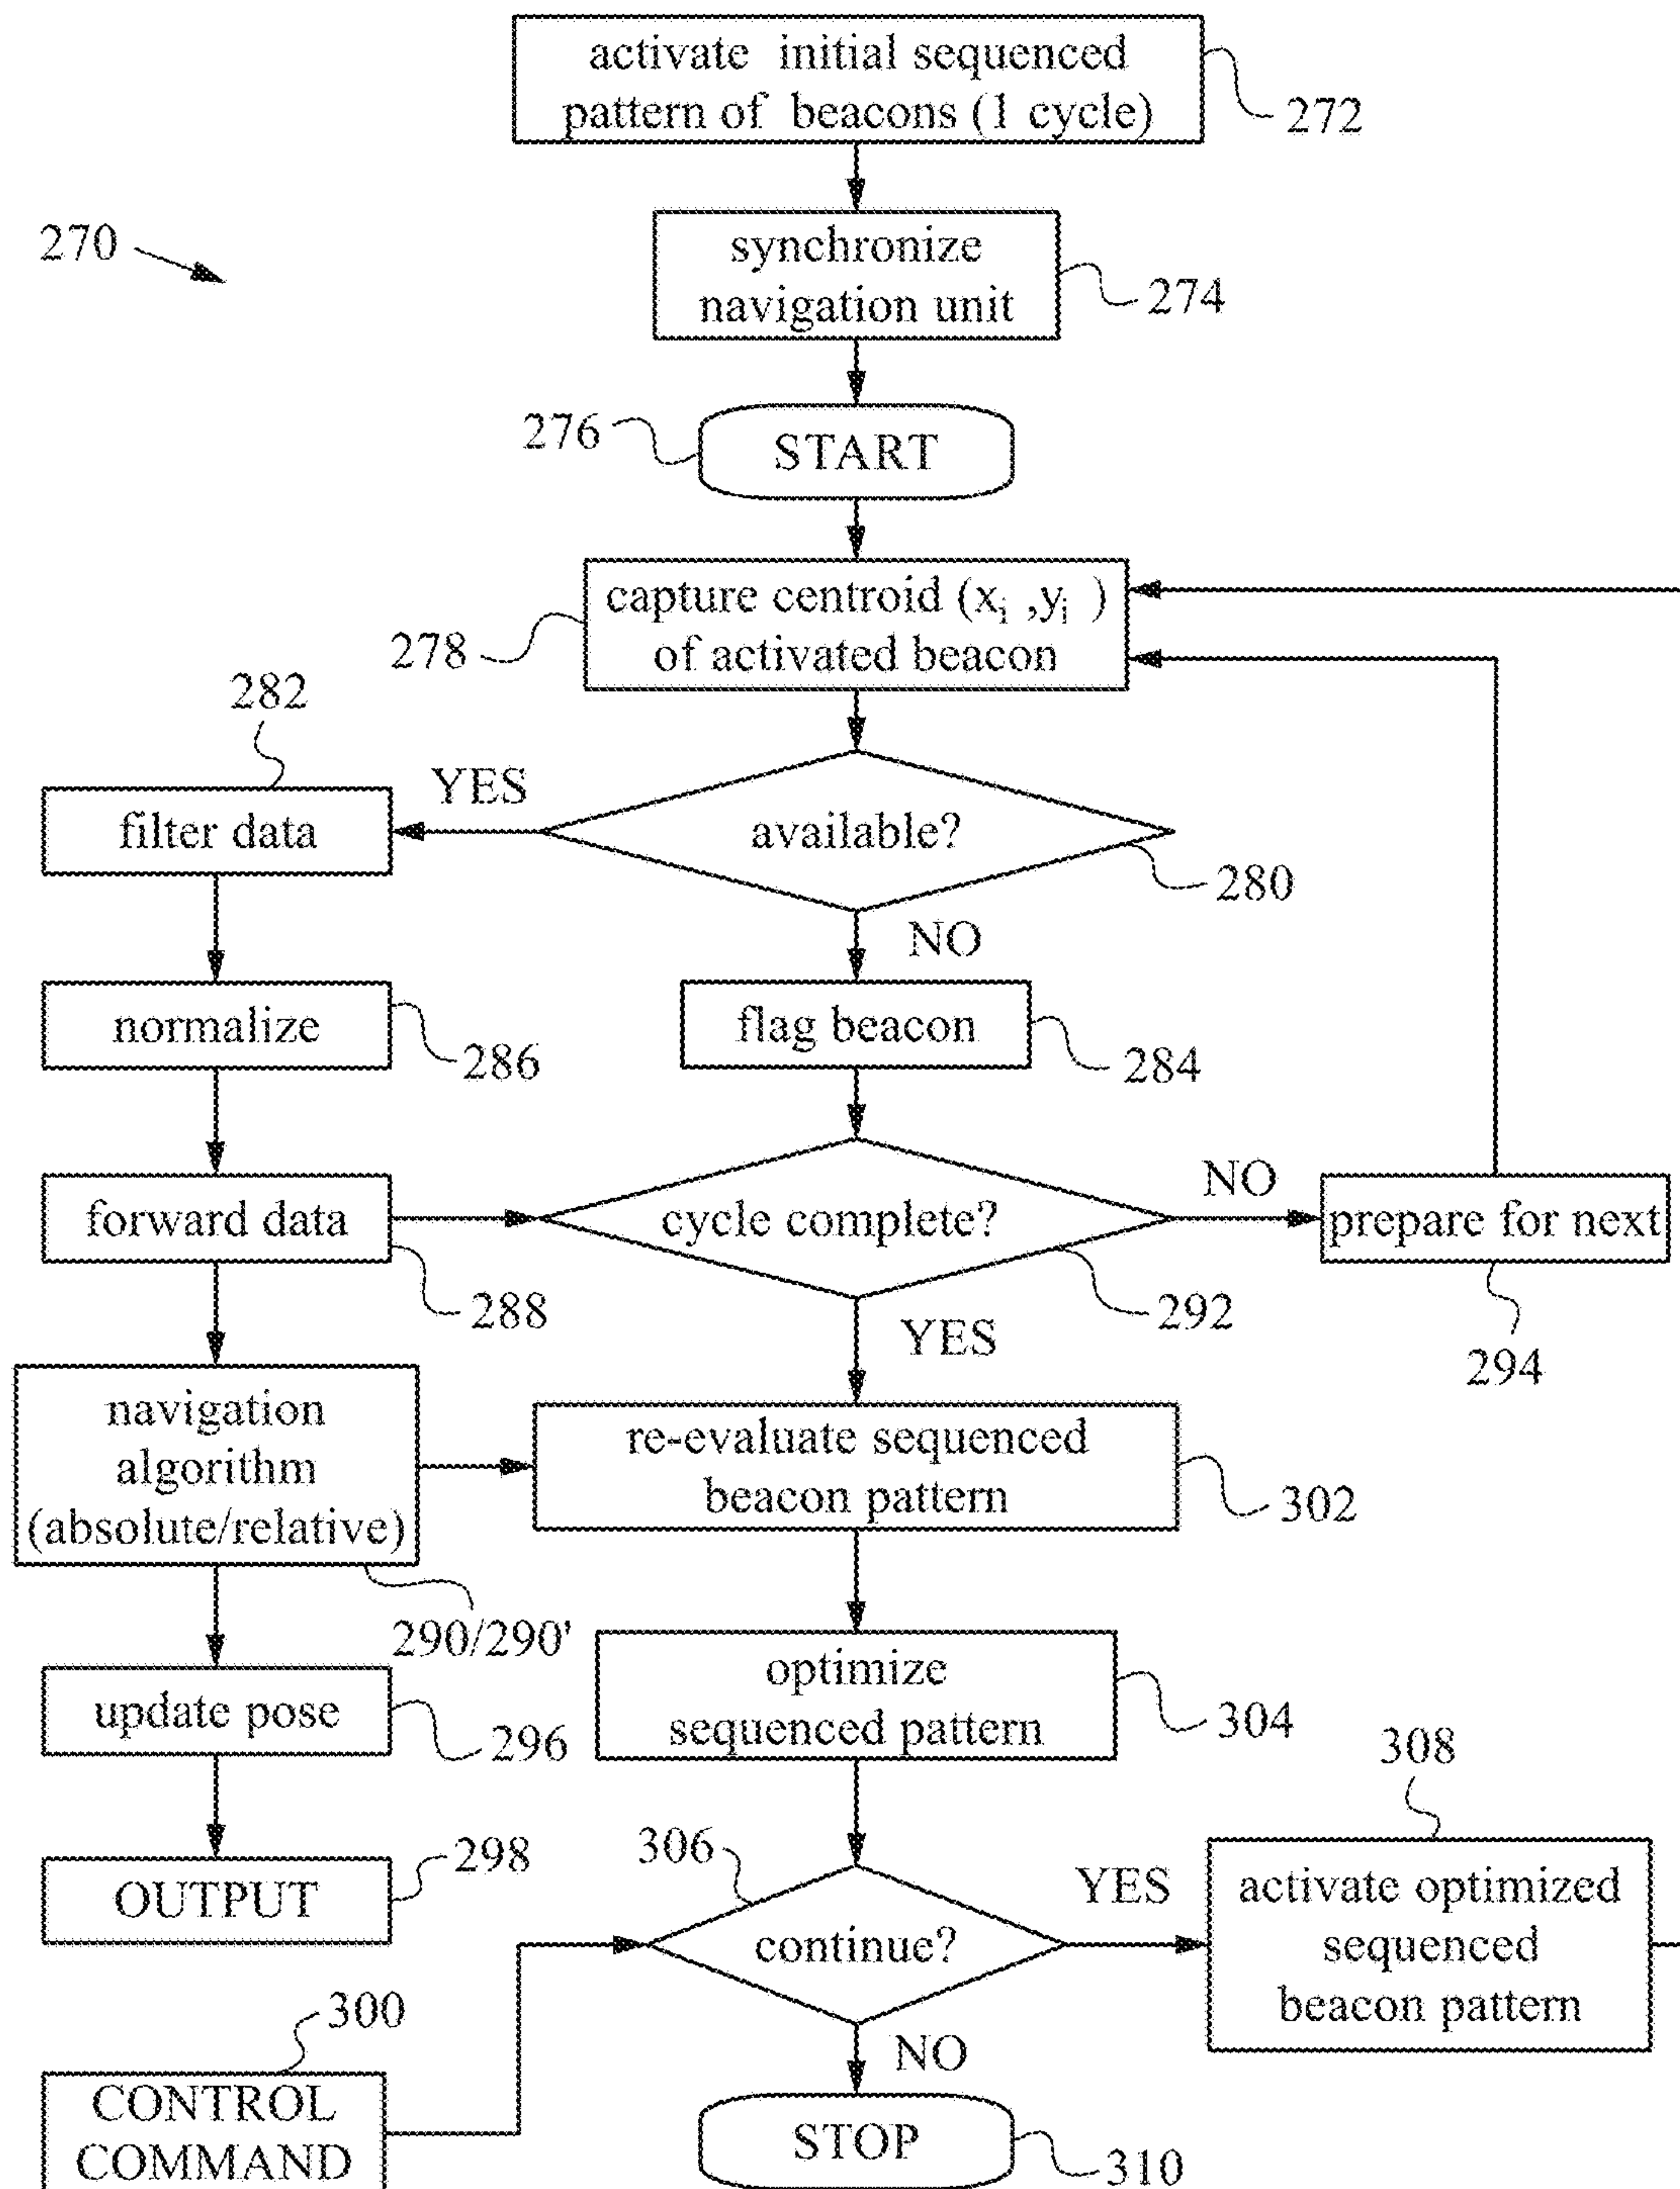 activate initial sequenced
pattern of beacons (1 cycle)
272
270
synchronize
navigation unit
274
276
START
capture centroid (xi ,yi )
of activated beacon
278
282
YES
filter data
available?
280
NO
normalize
286
flag beacon
284
forward data
288
cycle complete?
292
NO
prepare for next
294
YES
navigation
algorithm
(absolute/relative)
290/290'
re-evaluate sequenced
beacon pattern
302
update pose
296
optimize
sequenced pattern
304
308
OUTPUT
298
306
continue?
YES
activate optimized
sequenced
beacon pattern
300
CONTROL
COMMAND
NO
STOP
310